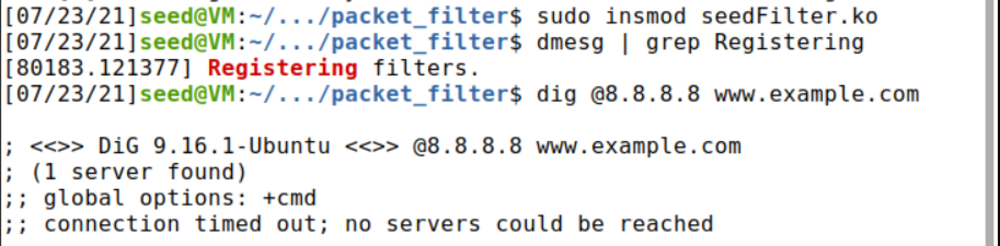 [07/23/21]seed@VM:~/.../packet_filter$ sudo insmod seedFilter.ko
[07/23/21]seed@VM:~/.../packet_filter$ dmesg | grep Registering
[80183.121377] Registering filters.
[07/23/21]seed@VM:~/.../packet_filter$ dig @8.8.8.8 www.example.com
; <<>> DiG 9.16.1-Ubuntu <<>> @8.8.8.8 www.example.com
; (1 server found)
;; global options: +cmd
;; connection timed out; no servers could be reached